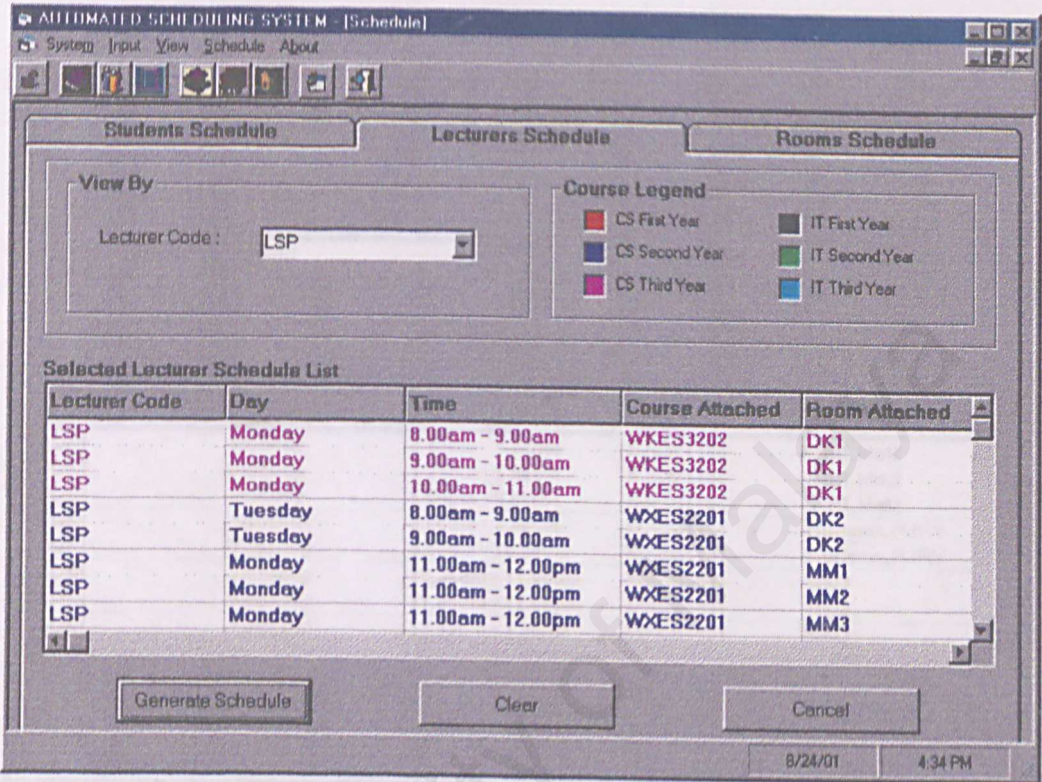 AUTOMATED SCHEDULING SYSTEM - [Schedule]
System Input View Schedule About
Students Schedule Lecturers Schedule Rooms Schedule
View By Course Legend
Lecturer Code : LSP
CS First Year IT First Year
CS Second Year IT Second Year
CS Third Year IT Third Year
Selected Lecturer Schedule List
Lecturer Code Day Time Course Attached Room Attached
LSP Monday 8.00am - 9.00am WKES3202 DK1
LSP Monday 9.00am - 10.00am WKES3202 DK1
LSP Monday 10.00am - 11.00am WKES3202 DK1
LSP Tuesday 8.00am - 9.00am WXES2201 DK2
LSP Tuesday 9.00am - 10.00am WXES2201 DK2
LSP Monday 11.00am - 12.00pm WXES2201 MM1
LSP Monday 11.00am - 12.00pm WXES2201 MM2
LSP Monday 11.00am - 12.00pm WXES2201 MM3
Generate Schedule Clear Cancel
8/24/01 4:34 PM
of Malaya